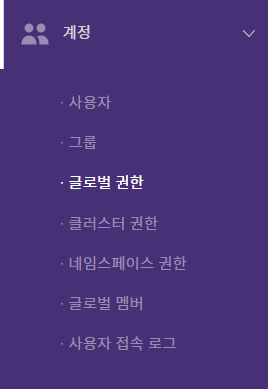 계정
· 사용자
· 그룹
· 글로벌 권한
· 클러스터 권한
· 네임스페이스 권한
· 글로벌 멤버
· 사용자 접속 로그